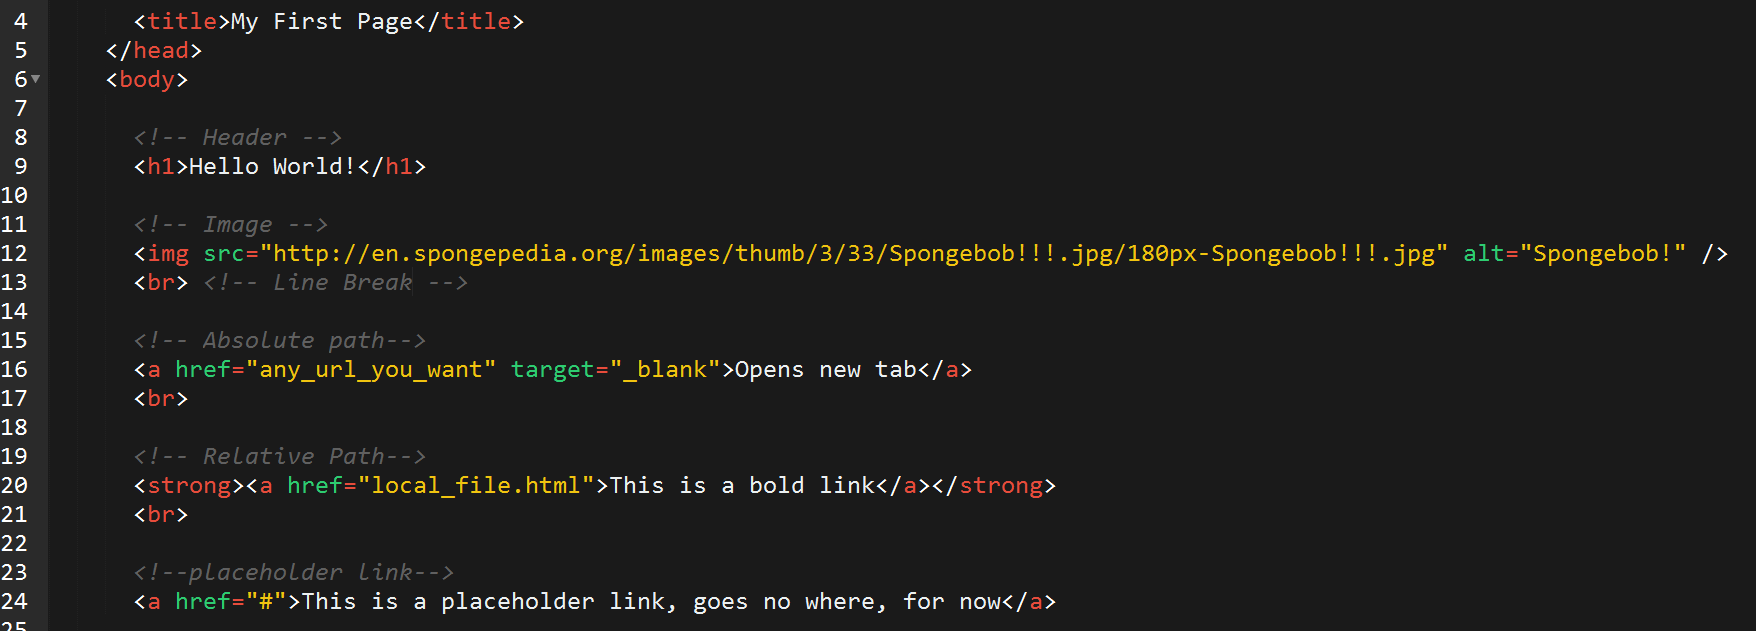 4 <title>My First Page</title>
5 </head>
6 <body>
7
8 <!-- Header -->
9 <h1>Hello World!</h1>
10
11 <!-- Image -->
12 <img src="http://en.spongepedia.org/images/thumb/3/33/Spongebob!!!.jpg/180px-Spongebob!!!.jpg" alt="Spongebob!" />
13 <br> <!-- Line Break -->
14
15 <!-- Absolute path-->
16 <a href="any_url_you_want" target="_blank">Opens new tab</a>
17 <br>
18
19 <!-- Relative Path-->
20 <strong><a href="local_file.html">This is a bold link</a></strong>
21 <br>
22
23 <!--placeholder link-->
24 <a href="#">This is a placeholder link, goes no where, for now</a>
25